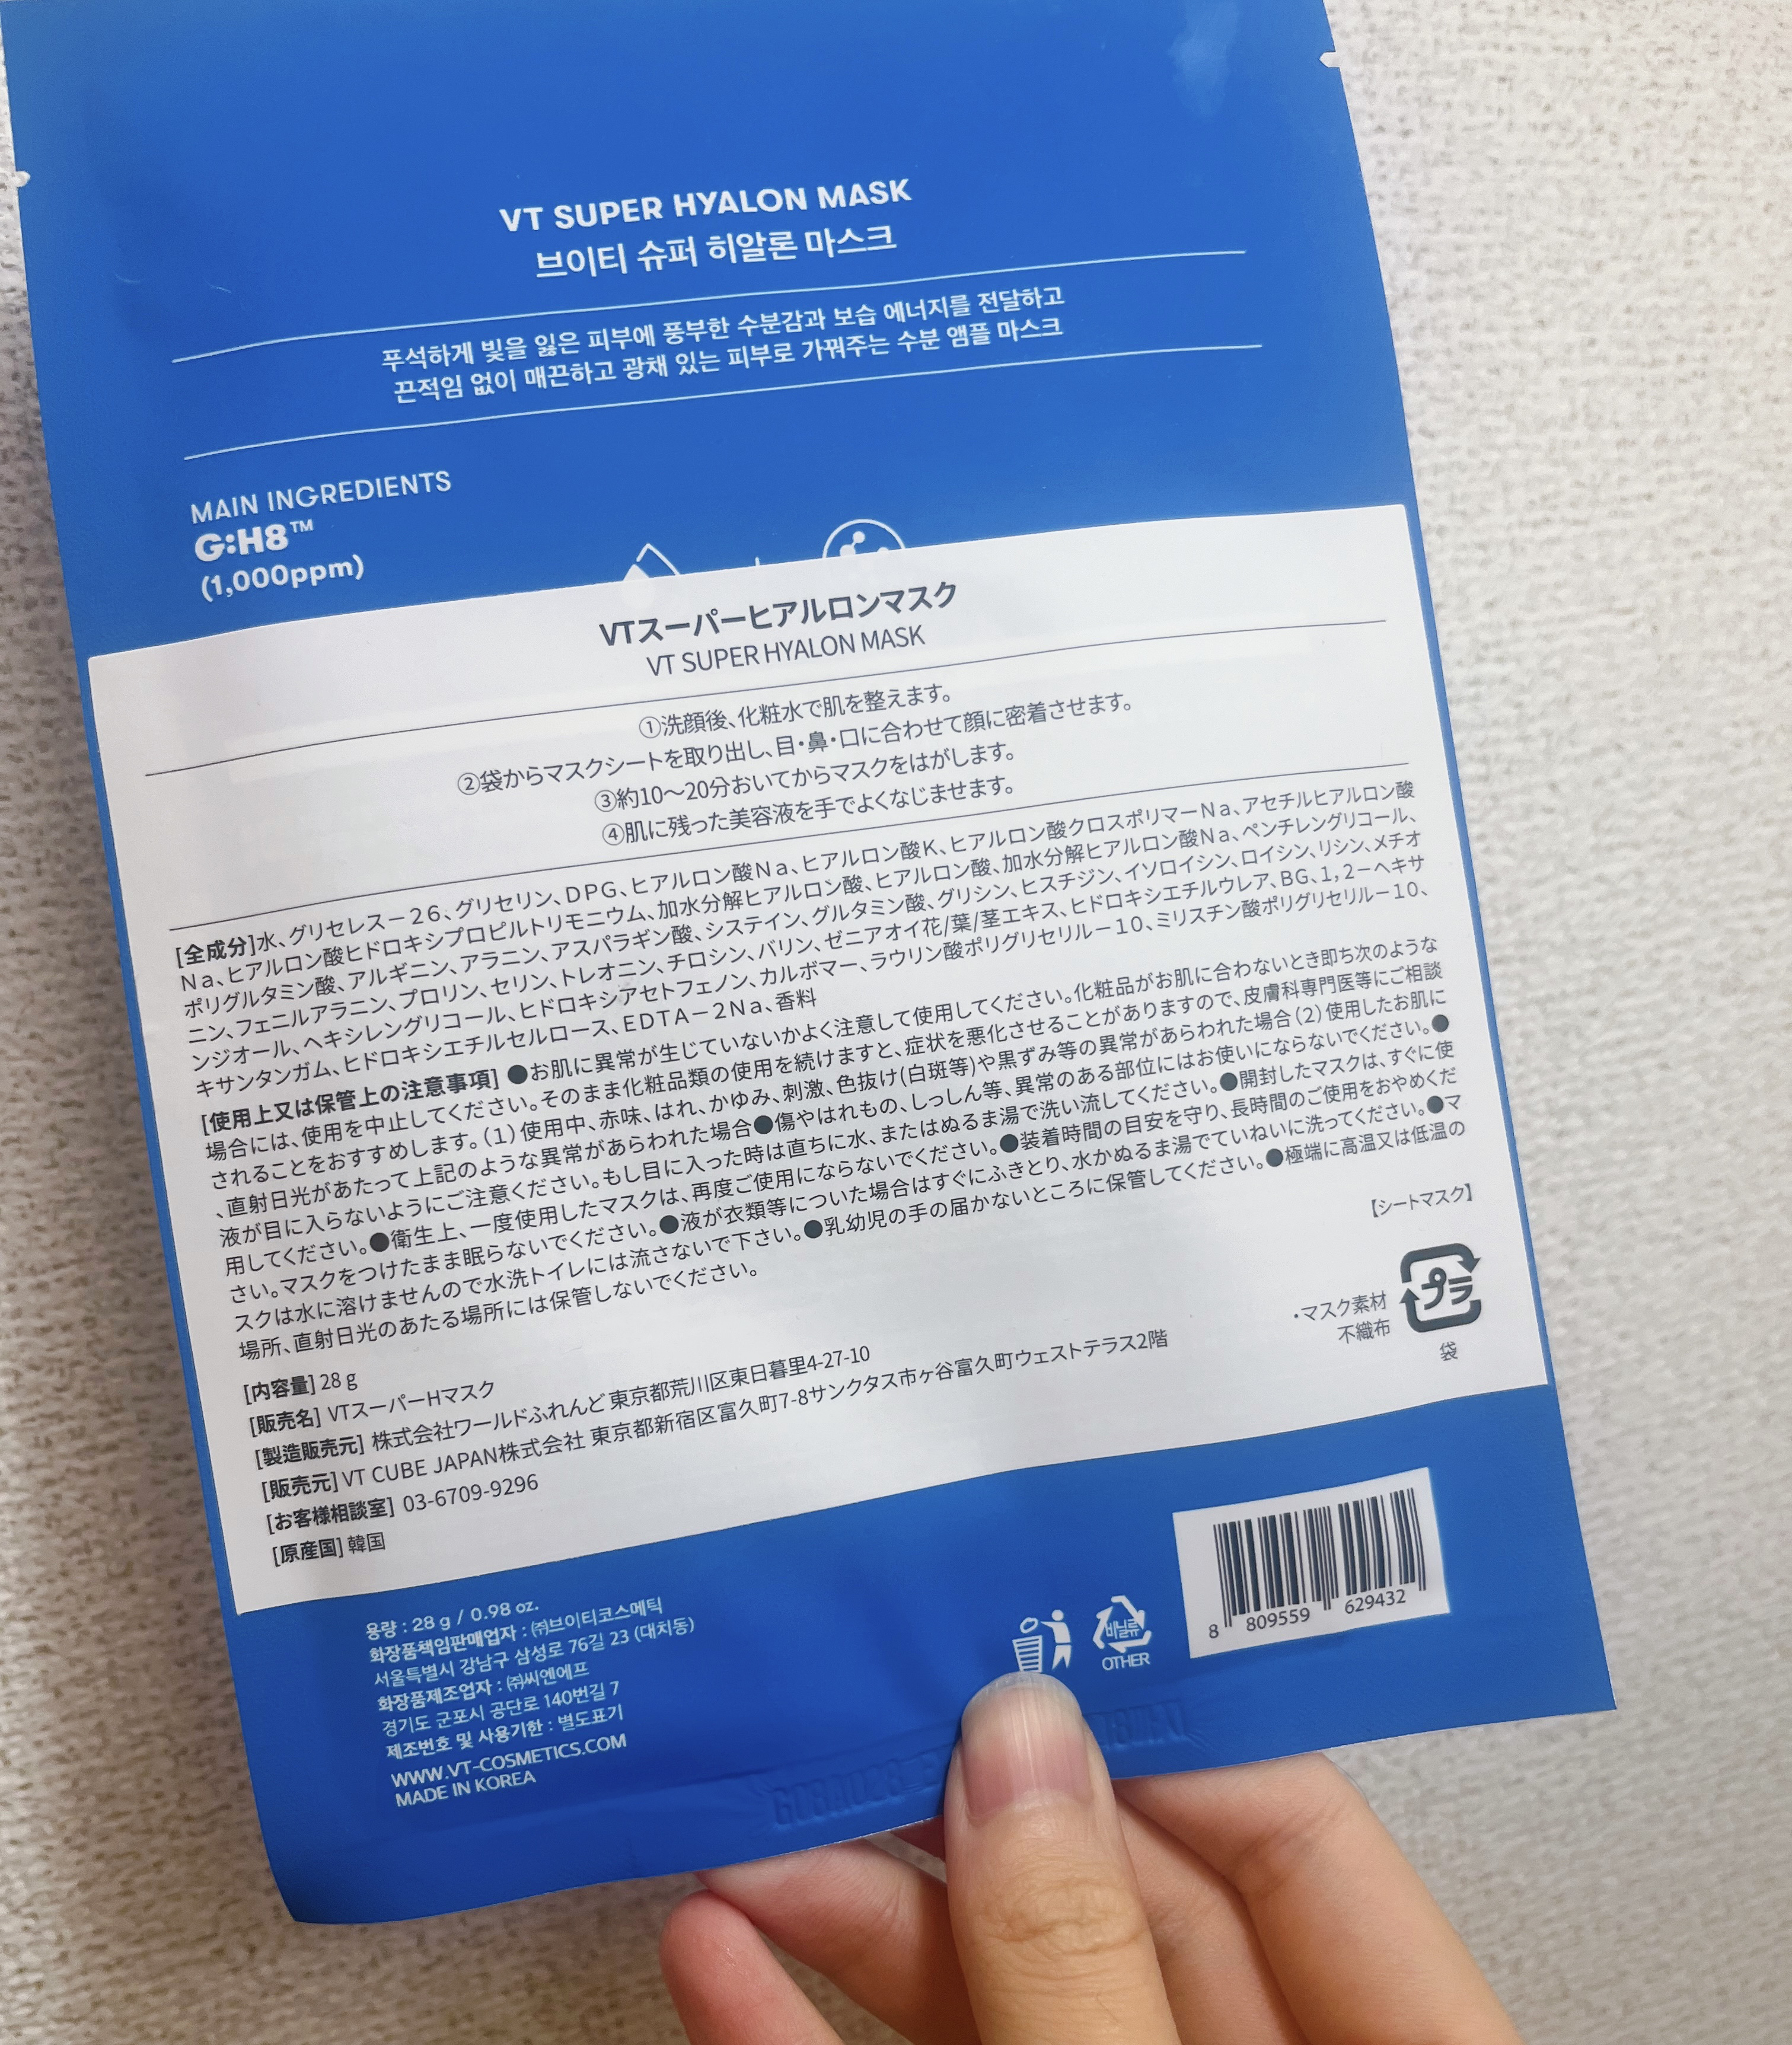 VT SUPER HYALON MASK
브이티 슈퍼 히알론 마스크
푸석하게 빛을 잃은 피부에 풍부한 수분감과 보습 에너지를 전달하고
끈적임 없이 매끈하고 광채 있는 피부로 가꿔주는 수분 앰플 마스크
MAIN INGREDIENTS
G:H8™
(1,000ppm)
VTスーパーヒアルロンマスク
VT SUPER HYALON MASK
①洗顔後、化粧水で肌を整えます。
②袋からマスクシートを取り出し、目・鼻・口に合わせて顔に密着させます。
③約10〜20分おいてからマスクをはがします。
④肌に残った美容液を手でよくなじませます。
[全成分]水、グリセレス－26、グリセリン、DPG、ヒアルロン酸Na、ヒアルロン酸K、ヒアルロン酸クロスポリマーNa、アセチルヒアルロン酸
Na、ヒアルロン酸ヒドロキシプロピルトリモニウム、加水分解ヒアルロン酸、ヒアルロン酸、加水分解ヒアルロン酸Na、ペンチレングリコール、
ポリグルタミン酸、アルギニン、アラニン、アスパラギン酸、システイン、グルタミン酸、グリシン、ヒスチジン、イソロイシン、ロイシン、リシン、メチオ
ニン、フェニルアラニン、プロリン、セリン、トレオニン、チロシン、バリン、ゼニアオイ花/葉/茎エキス、ヒドロキシエチルウレア、BG、1,2－ヘキサ
ンジオール、ヘキシレングリコール、ヒドロキシアセトフェノン、カルボマー、ラウリン酸ポリグリセリル－10、ミリスチン酸ポリグリセリル－10、
キサンタンガム、ヒドロキシエチルセルロース、EDTA－2Na、香料
[使用上又は保管上の注意事項] ●お肌に異常が生じていないかよく注意して使用してください。化粧品がお肌に合わないとき即ち次のような
場合には、使用を中止してください。そのまま化粧品類の使用を続けますと、症状を悪化させることがありますので、皮膚科専門医等にご相談
されることをおすすめします。（1）使用中、赤味、はれ、かゆみ、刺激、色抜け(白斑等)や黒ずみ等の異常があらわれた場合（2）使用したお肌に
、直射日光があたって上記のような異常があらわれた場合●傷やはれもの、しっしん等、異常のある部位にはお使いにならないでください。●
液が目に入らないようにご注意ください。もし目に入った時は直ちに水、またはぬるま湯で洗い流してください。●開封したマスクは、すぐに使
用してください。●衛生上、一度使用したマスクは、再度ご使用にならないでください。●装着時間の目安を守り、長時間のご使用をおやめくだ
さい。マスクをつけたまま眠らないでください。●液が衣類等についた場合はすぐにふきとり、水かぬるま湯でていねいに洗ってください。●マ
スクは水に溶けませんので水洗トイレには流さないで下さい。●乳幼児の手の届かないところに保管してください。●極端に高温又は低温の
場所、直射日光のあたる場所には保管しないでください。
【シートマスク】
プラ
・マスク素材
不織布
袋
[内容量] 28 g
[販売名] VTスーパーHマスク
[製造販売元] 株式会社ワールドふれんど 東京都荒川区東日暮里4-27-10
[販売元] VT CUBE JAPAN株式会社 東京都新宿区富久町7-8サンクタス市ヶ谷富久町ウェストテラス2階
[お客様相談室] 03-6709-9296
[原産国] 韓国
용량 : 28 g / 0.98 oz.
화장품책임판매업자 : ㈜브이티코스메틱
서울특별시 강남구 삼성로 76길 23 (대치동)
화장품제조업자 : ㈜씨엔에프
경기도 군포시 공단로 140번길 7
제조번호 및 사용기한 : 별도표기
WWW.VT-COSMETICS.COM
MADE IN KOREA
비닐류
OTHER
8 809559 629432